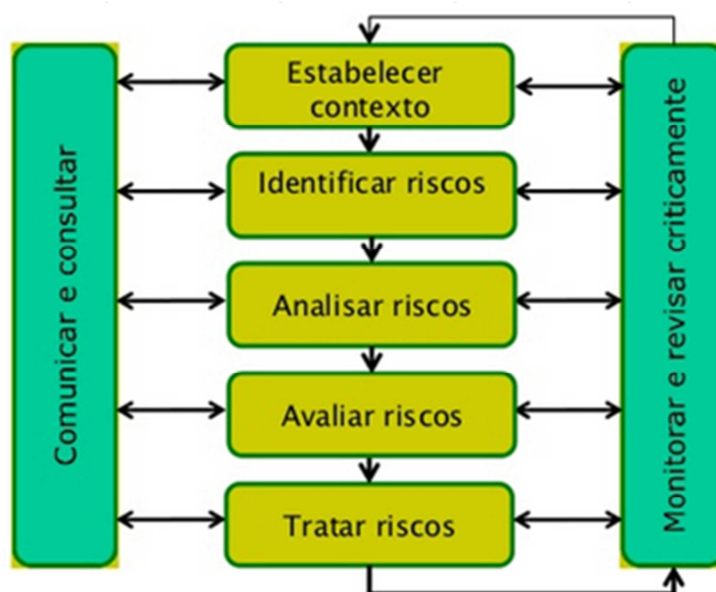 Comunicar e consultar
Estabelecer
contexto
Identificar riscos
Analisar riscos
Avaliar riscos
Tratar riscos
Monitorar e revisar criticamente